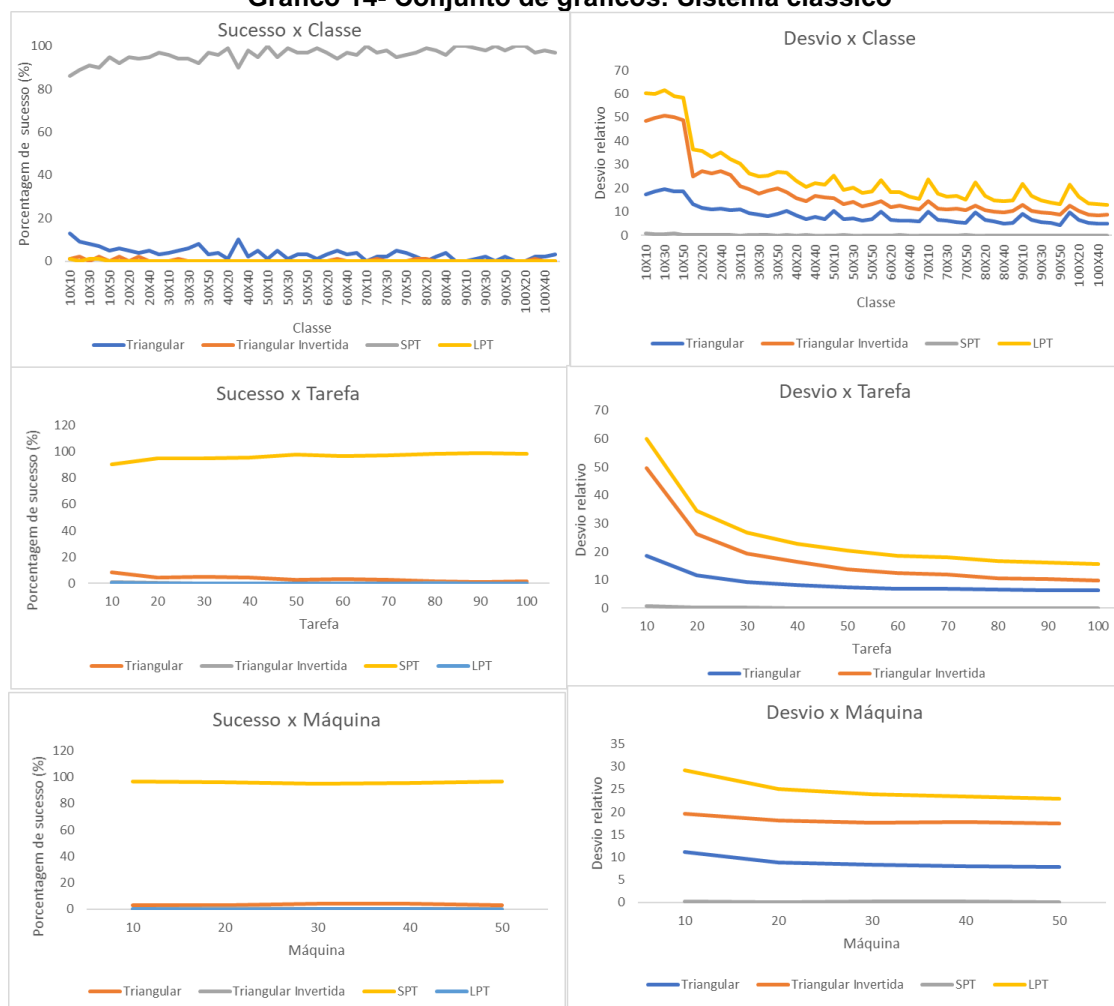 Gráfico 14- Conjunto de gráficos: Sistema clássico
Sucesso x Classe
Porcentagem de sucesso (%)
100
80
60
40
20
0
10X10
10X30
10X50
20X20
20X40
30X10
30X30
30X50
40X20
40X40
50X10
50X30
50X50
60X20
60X40
70X10
70X30
70X50
80X20
80X40
90X10
90X30
90X50
100X20
100X40
Classe
Triangular Triangular Invertida SPT LPT
Desvio x Classe
Desvio relativo
70
60
50
40
30
20
10
0
10X10
10X30
10X50
20X20
20X40
30X10
30X30
30X50
40X20
40X40
50X10
50X30
50X50
60X20
60X40
70X10
70X30
70X50
80X20
80X40
90X10
90X30
90X50
100X20
100X40
Classe
Triangular Triangular Invertida SPT LPT
Sucesso x Tarefa
Porcentagem de sucesso (%)
120
100
80
60
40
20
0
10 20 30 40 50 60 70 80 90 100
Tarefa
Triangular Triangular Invertida SPT LPT
Desvio x Tarefa
Desvio relativo
70
60
50
40
30
20
10
0
10 20 30 40 50 60 70 80 90 100
Tarefa
Triangular Triangular Invertida
Sucesso x Máquina
Porcentagem de sucesso (%)
120
100
80
60
40
20
0
10 20 30 40 50
Máquina
Triangular Triangular Invertida SPT LPT
Desvio x Máquina
Desvio relativo
35
30
25
20
15
10
5
0
10 20 30 40 50
Máquina
Triangular Triangular Invertida SPT LPT